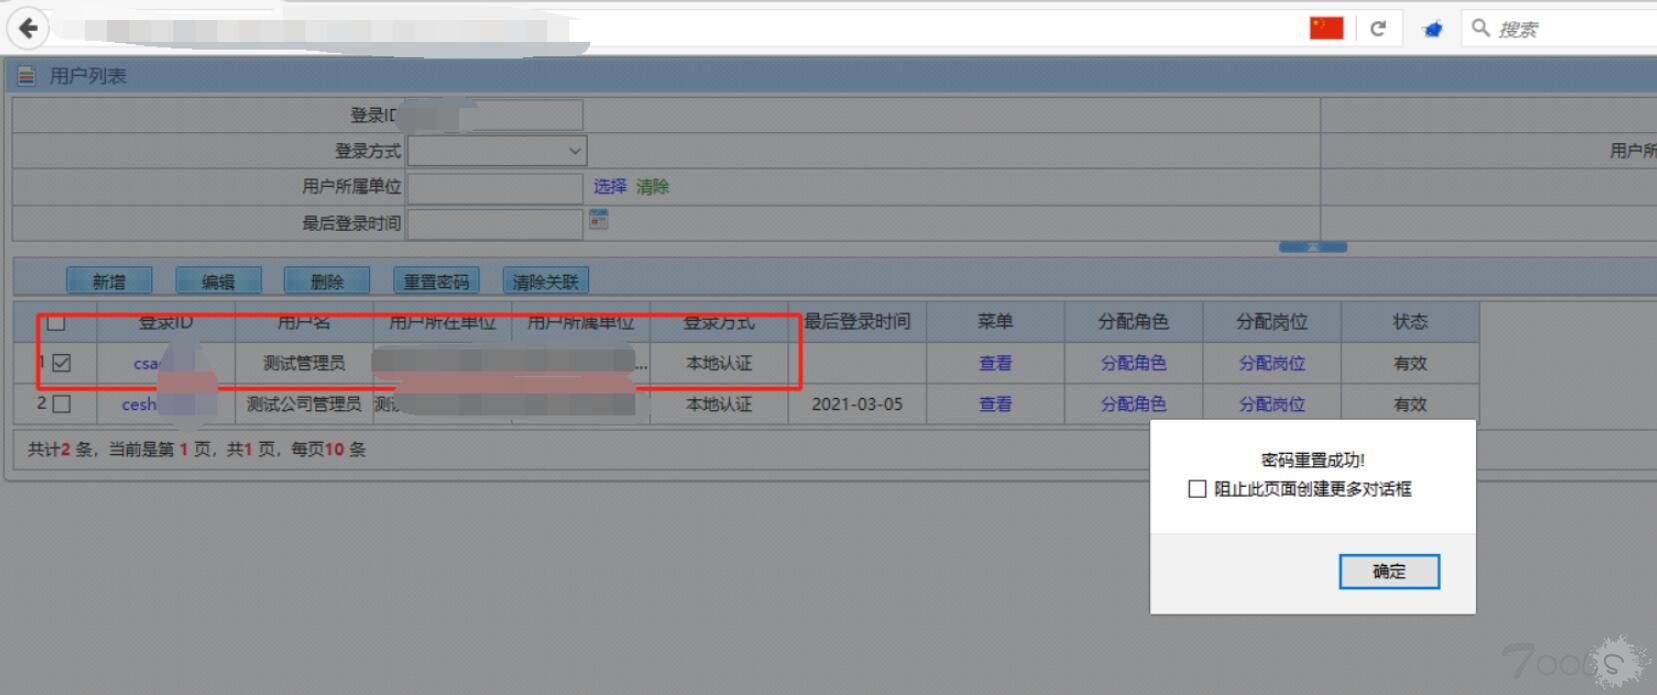 搜索
用户列表
登录ID
登录方式 用户所
用户所属单位 选择 清除
最后登录时间
新增 编辑 删除 重置密码 清除关联
登录ID 用户名 用户所在单位 用户所属单位 登录方式 最后登录时间 菜单 分配角色 分配岗位 状态
1 csa 测试管理员 ... 本地认证 查看 分配角色 分配岗位 有效
2 cesh 测试公司管理员 测试 本地认证 2021-03-05 查看 分配角色 分配岗位 有效
共计2 条，当前是第 1 页，共1 页，每页10 条
密码重置成功!
阻止此页面创建更多对话框
确定